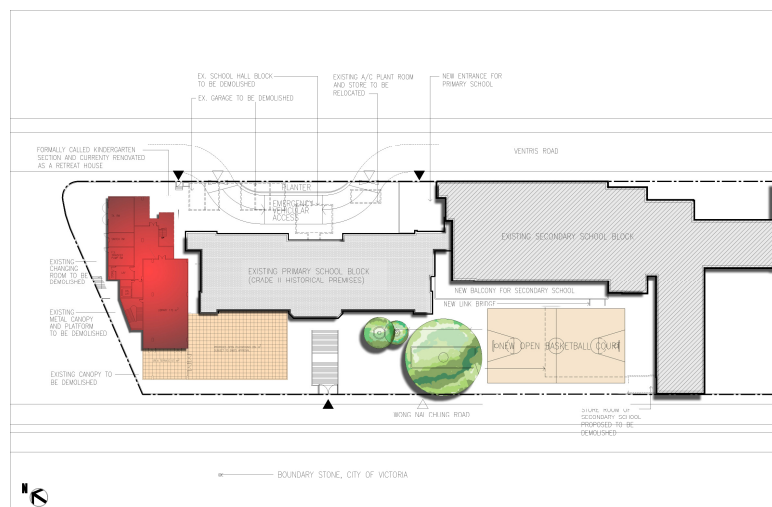 EX. SCHOOL HALL BLOCK
TO BE DEMOLISHED
EX. GARAGE TO BE DEMOLISHED
EXISTING A/C PLANT ROOM
AND STORE TO BE
RELOCATED
NEW ENTRANCE FOR
PRIMARY SCHOOL
FORMALLY CALLED KINDERGARTEN
SECTION AND CURRENTY RENOVATED
AS A RETREAT HOUSE
VENTRIS ROAD
PLANTER
EMERGENCY
VEHICULAR
ACCESS
EXISTING SECONDARY SCHOOL BLOCK
EXISTING PRIMARY SCHOOL BLOCK
(GRADE II HISTORICAL PREMISES)
EXISTING
CHANGING
ROOM TO BE
DEMOLISHED
NEW BALCONY FOR SECONDARY SCHOOL
NEW LINK BRIDGE
EXISTING
METAL CANOPY
AND PLATFORM
TO BE DEMOLISHED
NEW OPEN BASKETBALL COURT
EXISTING CANOPY TO
BE DEMOLISHED
WONG NAI CHUNG ROAD
STORE ROOM OF
SECONDARY SCHOOL
PROPOSED TO BE
DEMOLISHED
BOUNDARY STONE, CITY OF VICTORIA
N